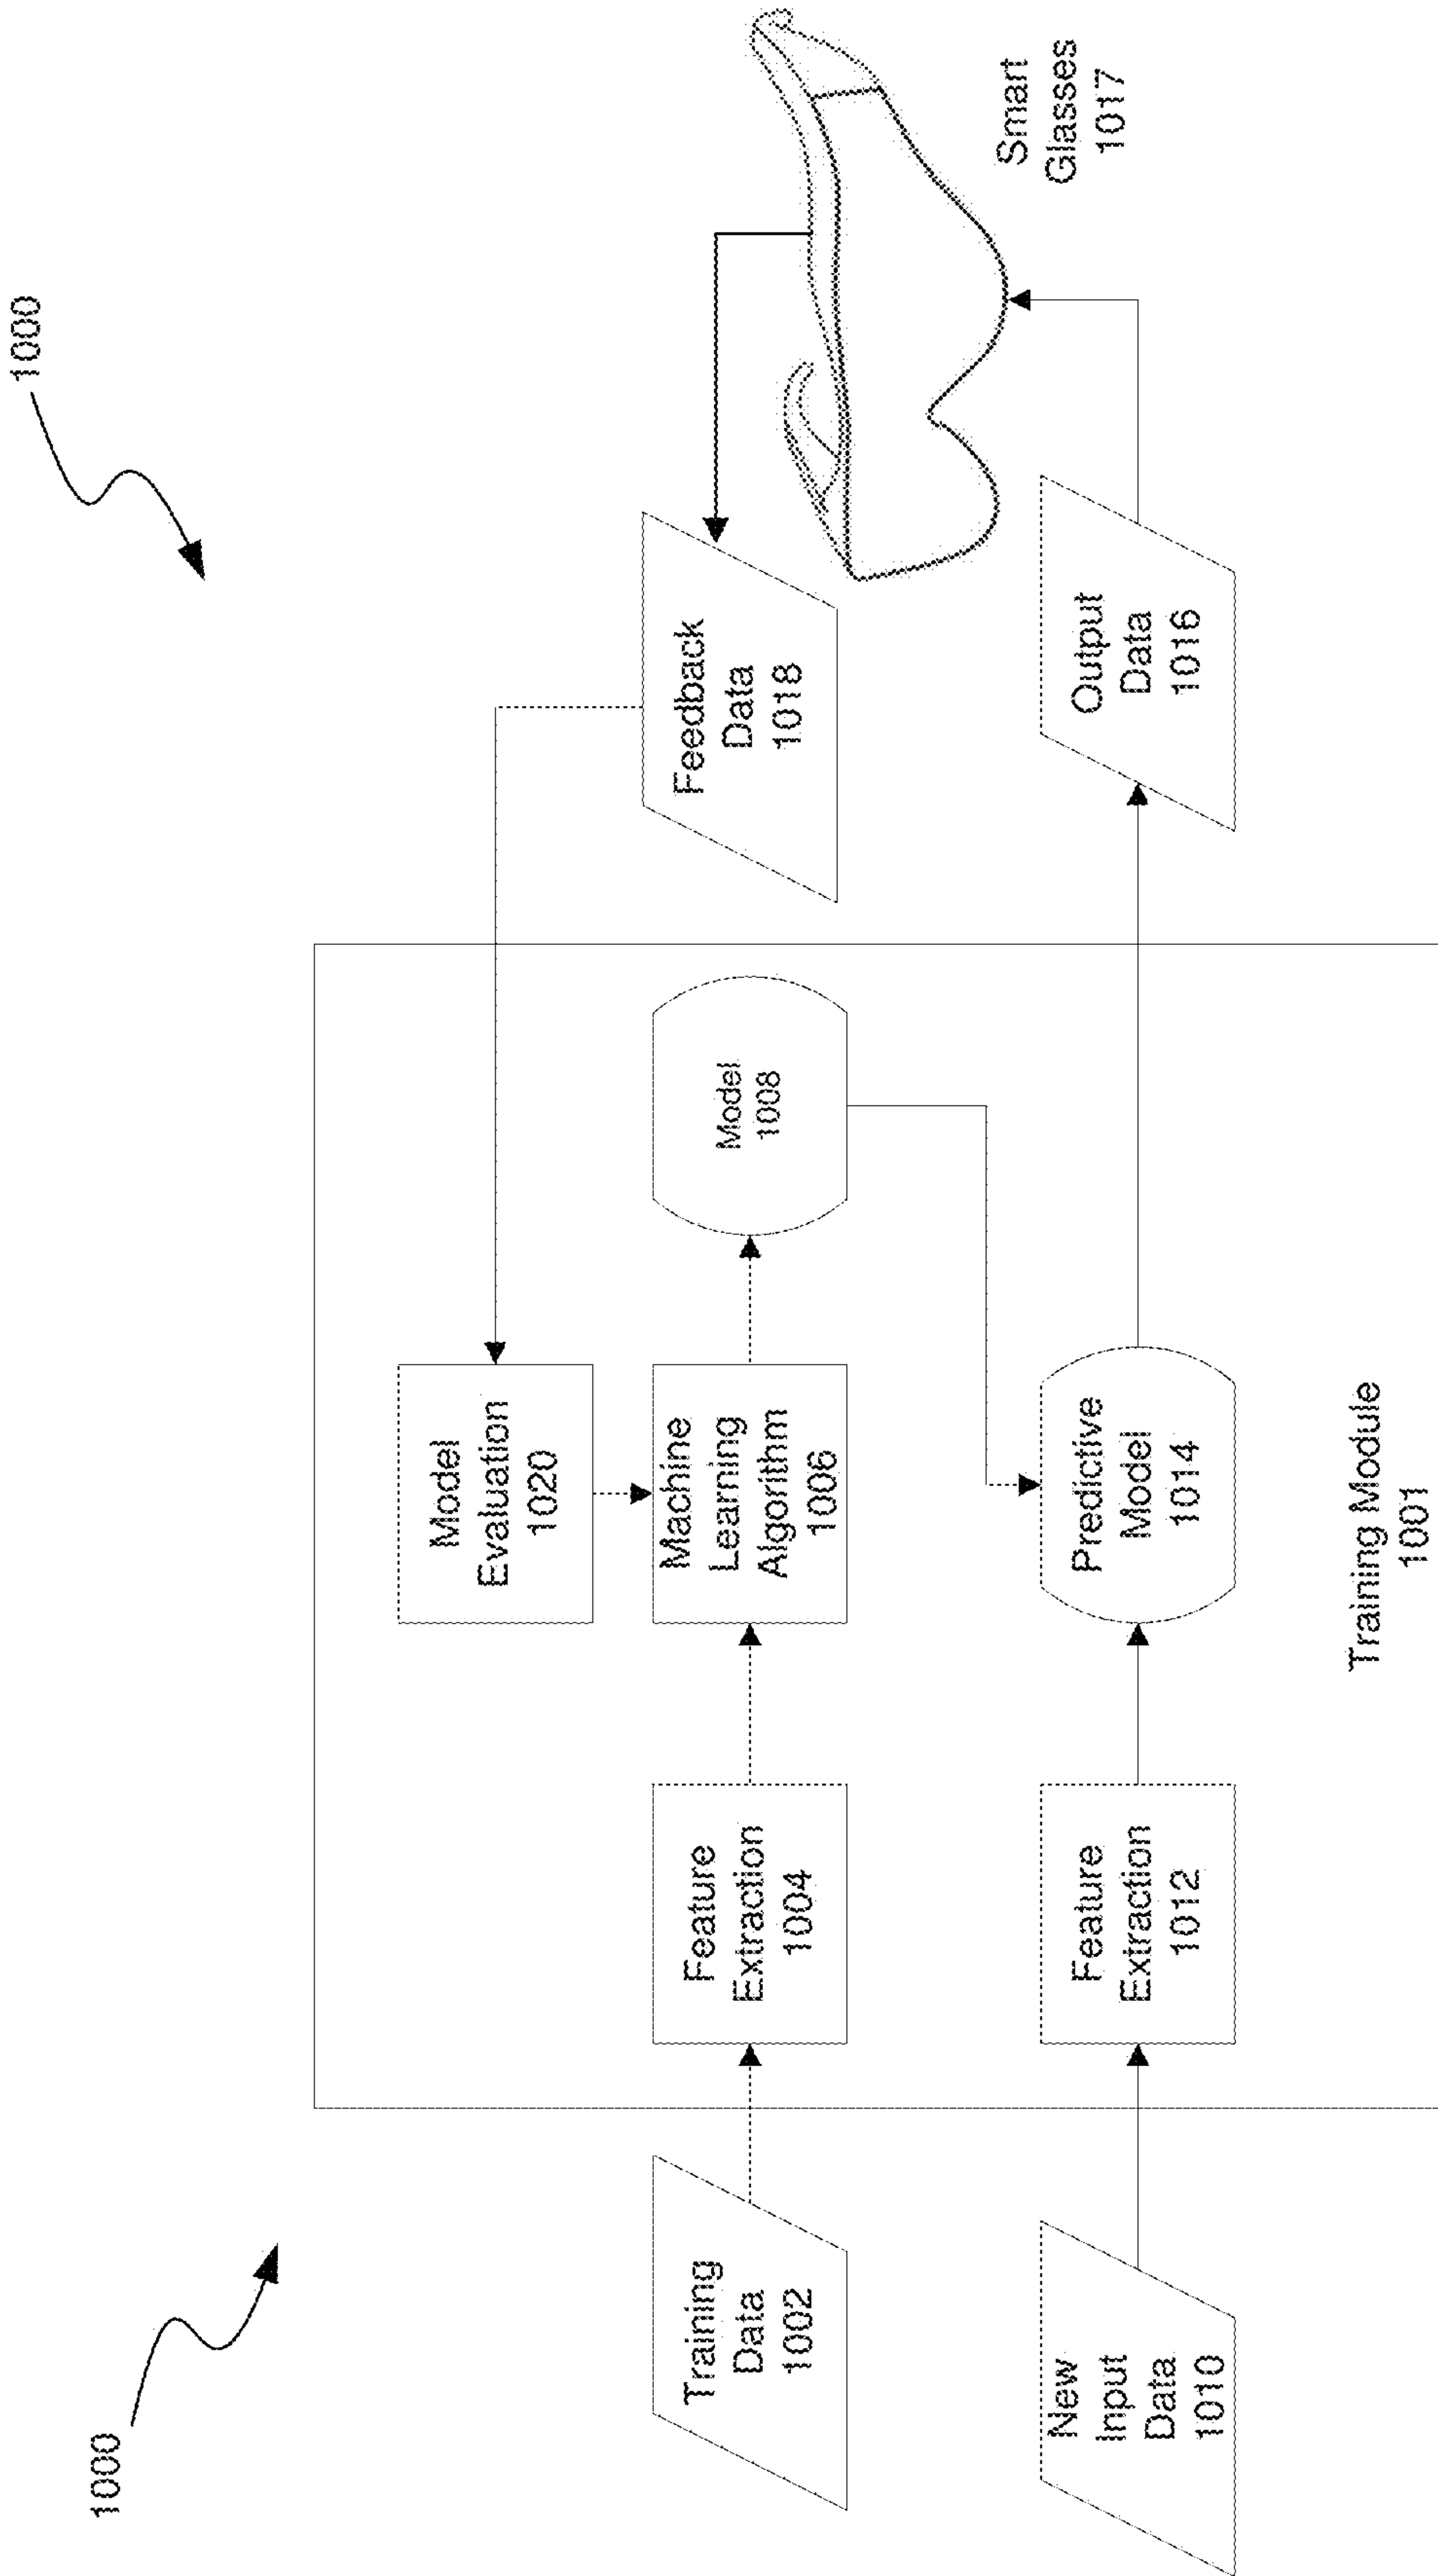 1000
1000
Model
Evaluation
1020
Training
Data
1002
Feature
Extraction
1004
Machine
Learning
Algorithm
1006
Model
1008
Feedback
Data
1018
New
Input
Data
1010
Feature
Extraction
1012
Predictive
Model
1014
Output
Data
1016
Smart
Glasses
1017
Training Module
1001